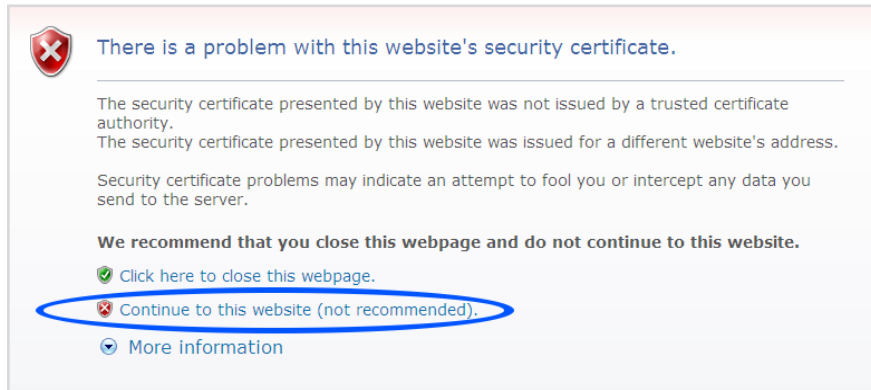 There is a problem with this website's security certificate.
The security certificate presented by this website was not issued by a trusted certificate
authority.
The security certificate presented by this website was issued for a different website's address.
Security certificate problems may indicate an attempt to fool you or intercept any data you
send to the server.
We recommend that you close this webpage and do not continue to this website.
Click here to close this webpage.
Continue to this website (not recommended).
More information